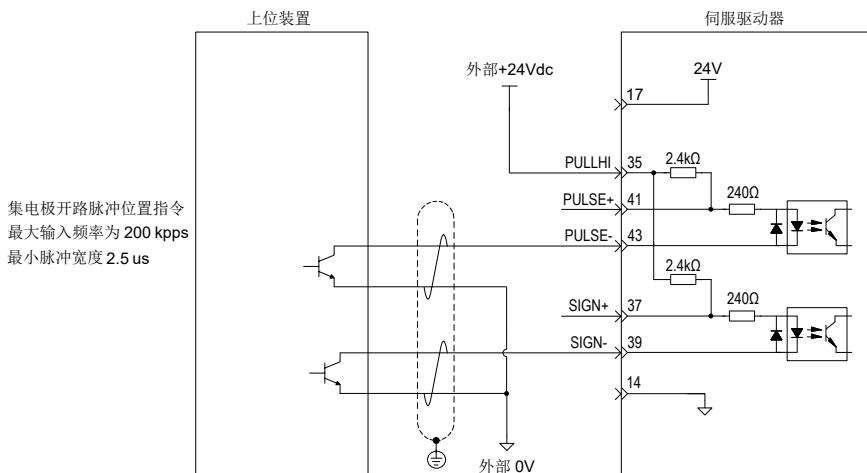 上位装置
伺服驱动器
外部+24Vdc
24V
17
PULLHI
35
2.4kΩ
PULSE+
41
240Ω
集电极开路脉冲位置指令
最大输入频率为 200 kpps
最小脉冲宽度 2.5 us
PULSE-
43
2.4kΩ
SIGN+
37
240Ω
SIGN-
39
14
外部 0V